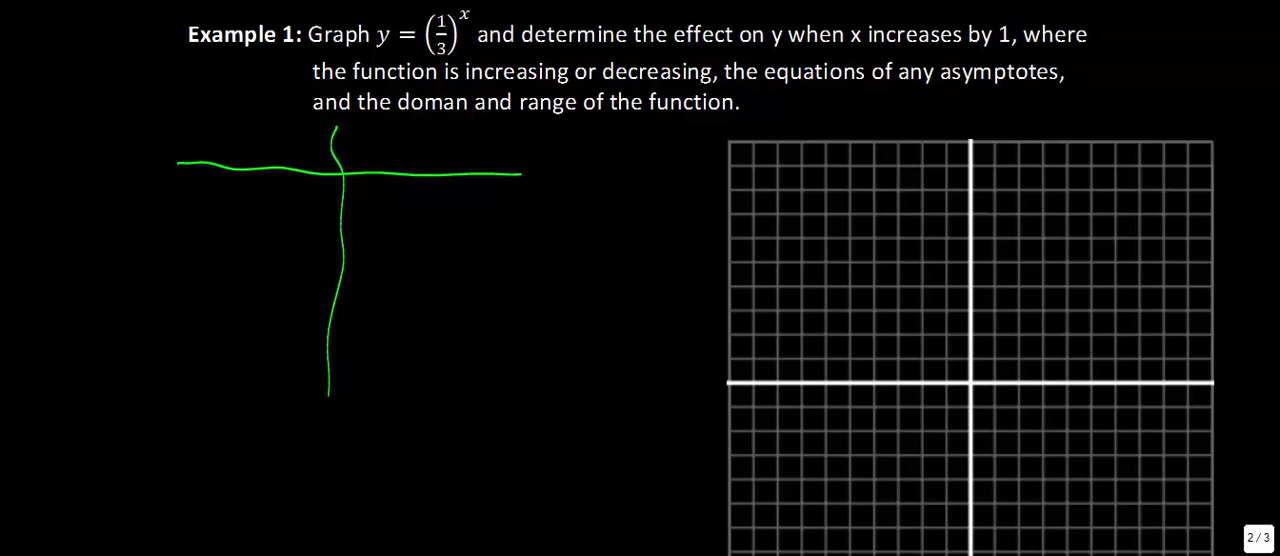 Example 1: Graph y = (1/3)^x and determine the effect on y when x increases by 1, where
the function is increasing or decreasing, the equations of any asymptotes,
and the doman and range of the function.
2/3